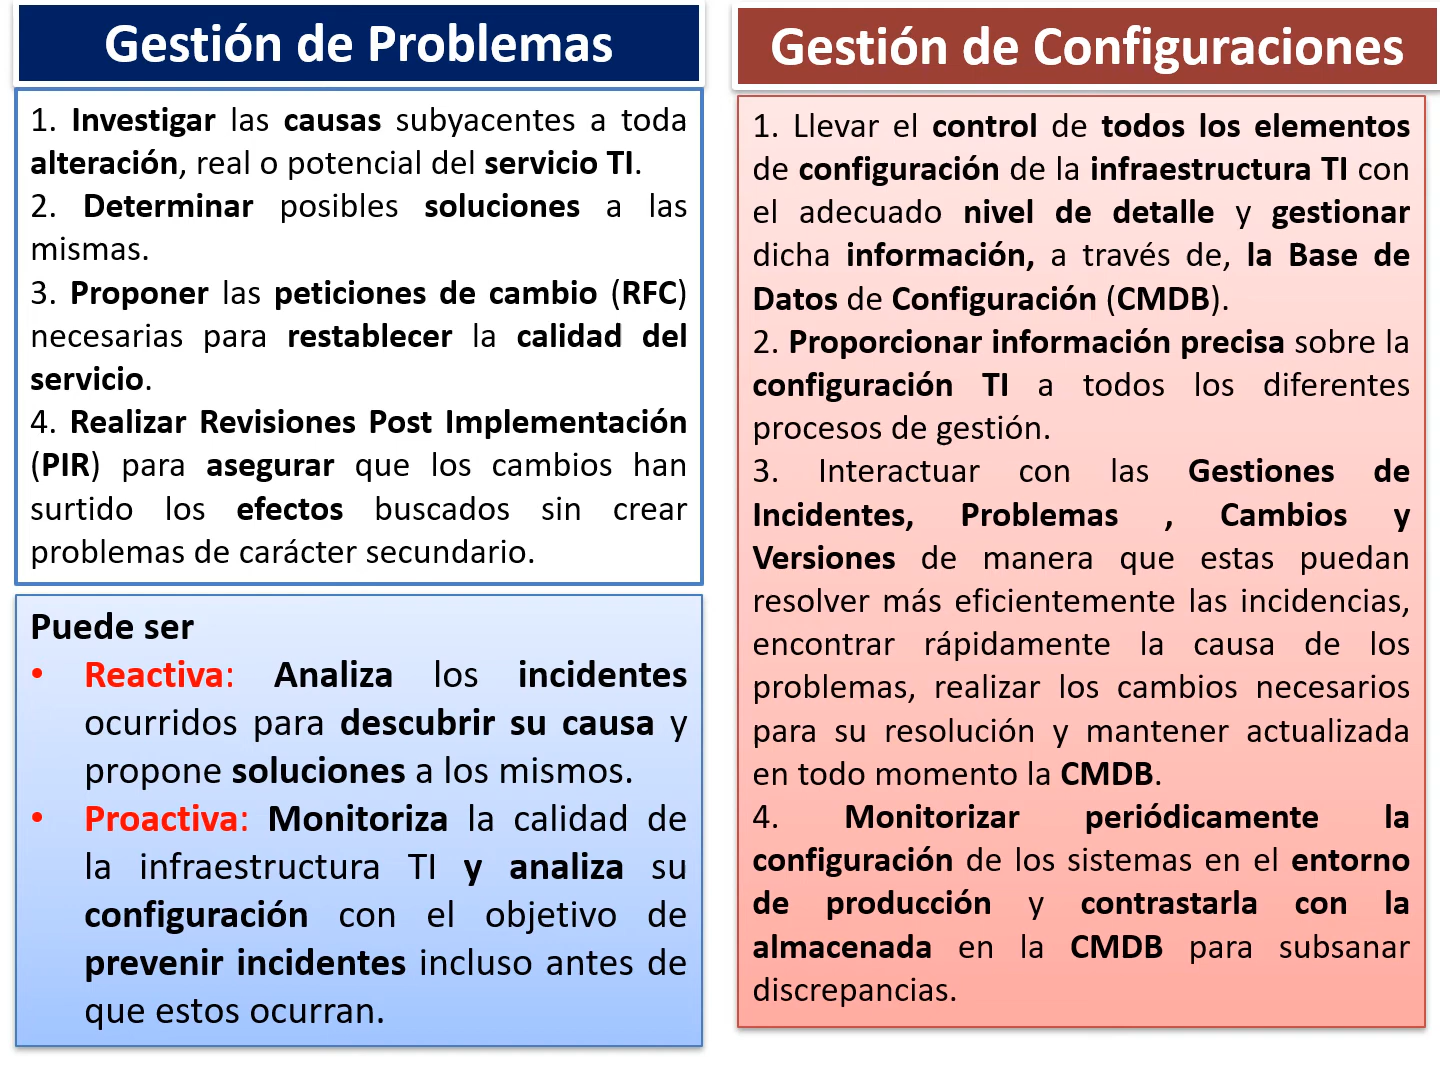 Gestión de Problemas
1. Investigar las causas subyacentes a toda
alteración, real o potencial del servicio TI.
2. Determinar posibles soluciones a las
mismas.
3. Proponer las peticiones de cambio (RFC)
necesarias para restablecer la calidad del
servicio.
4. Realizar Revisiones Post Implementación
(PIR) para asegurar que los cambios han
surtido los efectos buscados sin crear
problemas de carácter secundario.
Puede ser
• Reactiva: Analiza los incidentes
ocurridos para descubrir su causa y
propone soluciones a los mismos.
• Proactiva: Monitoriza la calidad de
la infraestructura TI y analiza su
configuración con el objetivo de
prevenir incidentes incluso antes de
que estos ocurran.
Gestión de Configuraciones
1. Llevar el control de todos los elementos
de configuración de la infraestructura TI con
el adecuado nivel de detalle y gestionar
dicha información, a través de, la Base de
Datos de Configuración (CMDB).
2. Proporcionar información precisa sobre la
configuración TI a todos los diferentes
procesos de gestión.
3. Interactuar con las Gestiones de
Incidentes, Problemas , Cambios y
Versiones de manera que estas puedan
resolver más eficientemente las incidencias,
encontrar rápidamente la causa de los
problemas, realizar los cambios necesarios
para su resolución y mantener actualizada
en todo momento la CMDB.
4. Monitorizar periódicamente la
configuración de los sistemas en el entorno
de producción y contrastarla con la
almacenada en la CMDB para subsanar
discrepancias.